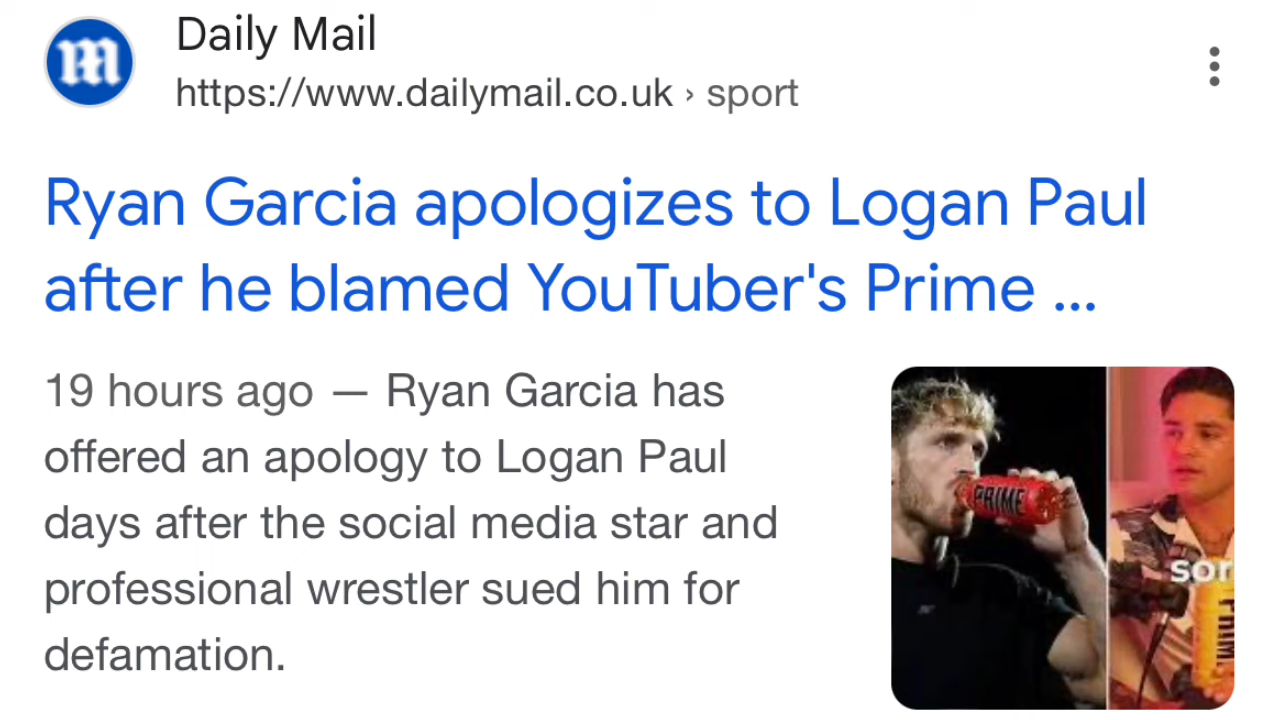 Daily Mail
https://www.dailymail.co.uk › sport
Ryan Garcia apologizes to Logan Paul
after he blamed YouTuber's Prime ...
19 hours ago — Ryan Garcia has
offered an apology to Logan Paul
days after the social media star and
professional wrestler sued him for
defamation.
PRIME
sor
PRIME